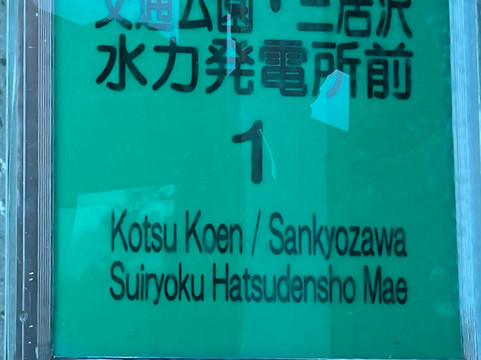 交通公園・三居沢
水力発電所前
1
Kotsu Koen / Sankyozawa
Suiryoku Hatsudensho Mae